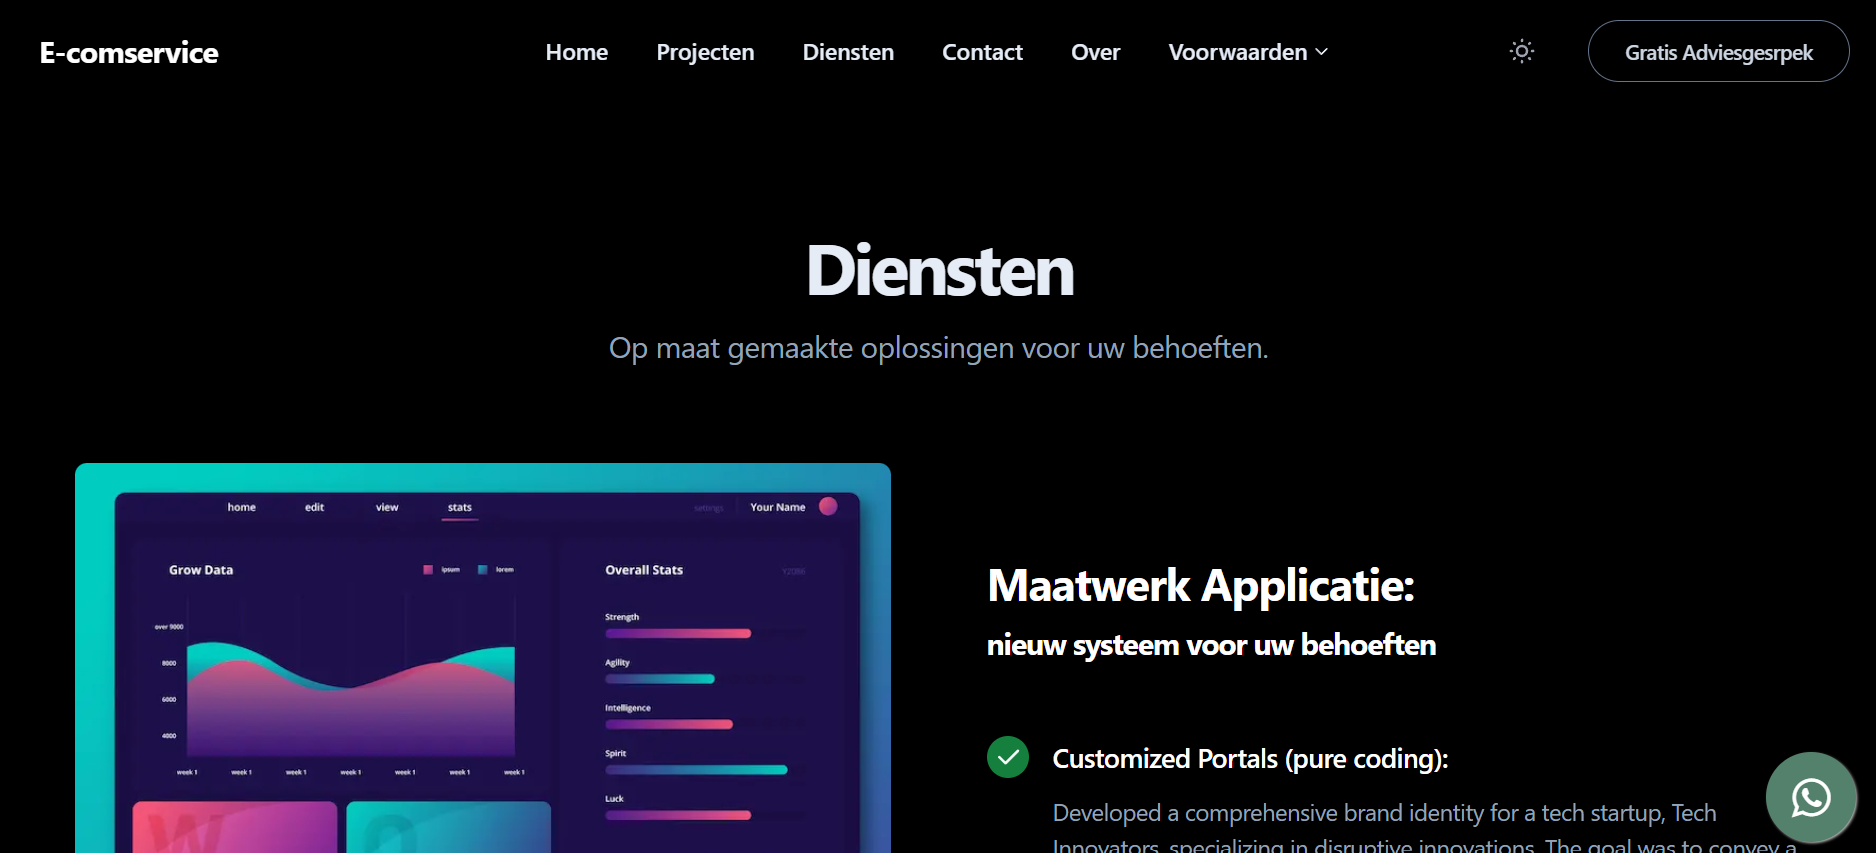 E-comservice
Home Projecten Diensten Contact Over Voorwaarden
Gratis Adviesgesrpek
Diensten
Op maat gemaakte oplossingen voor uw behoeften.
home edit view stats settings Your Name
Grow Data
ipsum lorem
over 9000
8000
6000
4000
week 1 week 1 week 1 week 1 week 1 week 1 week 1
Overall Stats
Strength
Agility
Intelligence
Spirit
Luck
Maatwerk Applicatie:
nieuw systeem voor uw behoeften
Customized Portals (pure coding):
Developed a comprehensive brand identity for a tech startup, Tech
Innovators, specializing in disruptive innovations. The goal was to convey a